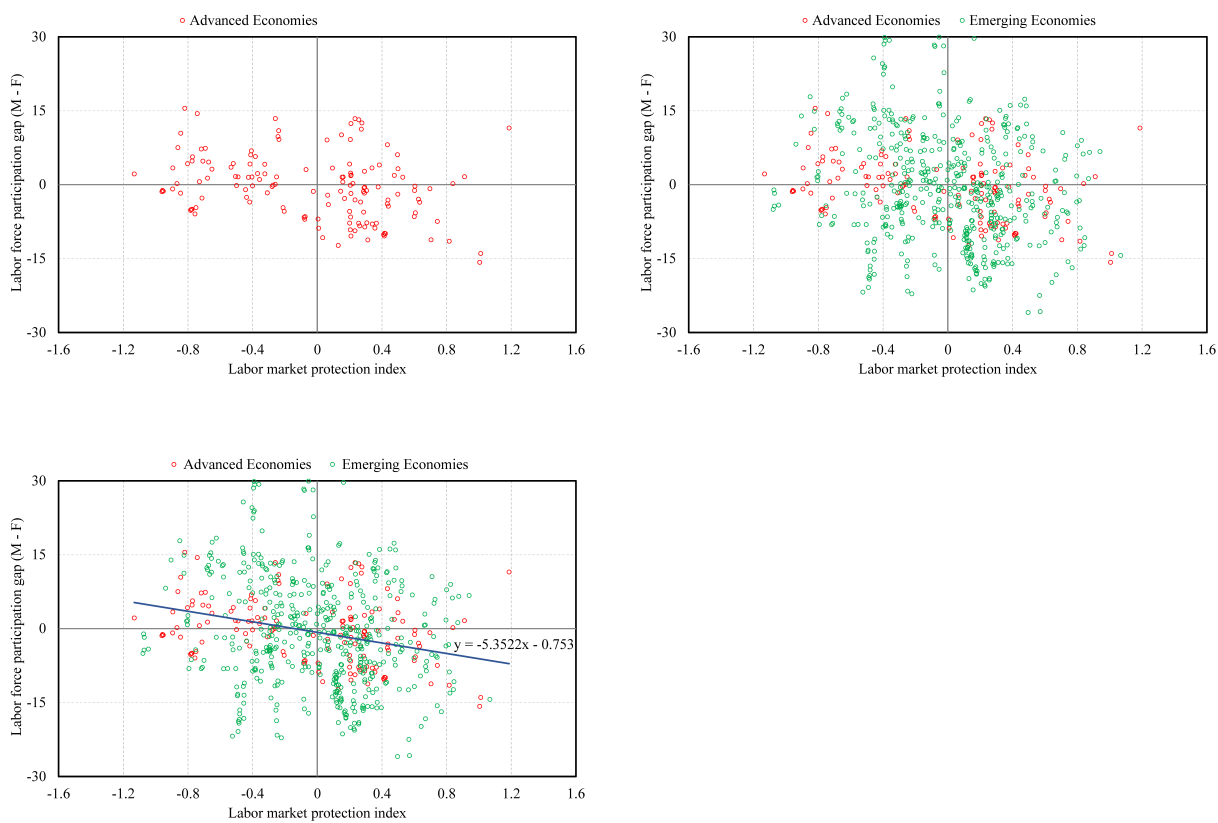 Advanced Economies
30
15
0
-15
-30
Labor force participation gap (M - F)
-1.6 -1.2 -0.8 -0.4 0 0.4 0.8 1.2 1.6
Labor market protection index
Advanced Economies Emerging Economies
30
15
0
-15
-30
Labor force participation gap (M - F)
-1.6 -1.2 -0.8 -0.4 0 0.4 0.8 1.2 1.6
Labor market protection index
Advanced Economies Emerging Economies
30
15
0
-15
-30
Labor force participation gap (M - F)
y = -5.3522x - 0.753
-1.6 -1.2 -0.8 -0.4 0 0.4 0.8 1.2 1.6
Labor market protection index